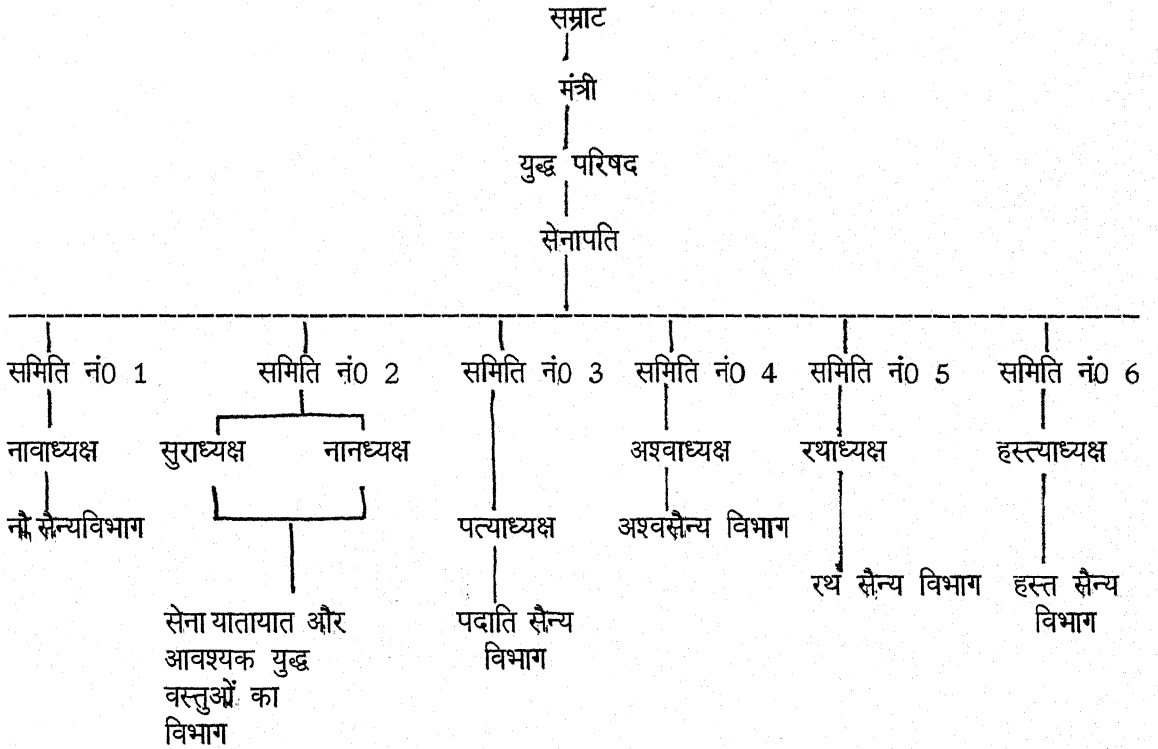 सम्राट
मंत्री
युद्ध परिषद
सेनापति
समिति नं0 1 समिति नं0 2 समिति नं0 3 समिति नं0 4 समिति नं0 5 समिति नं0 6
नावाध्यक्ष सुराध्यक्ष नानध्यक्ष अश्वाध्यक्ष रथाध्यक्ष हस्त्याध्यक्ष
नौ सैन्यविभाग पत्याध्यक्ष अश्वसैन्य विभाग
रथ सैन्य विभाग हस्त सैन्य
विभाग
सेना यातायात और पदाति सैन्य
आवश्यक युद्ध विभाग
वस्तुओं का
विभाग